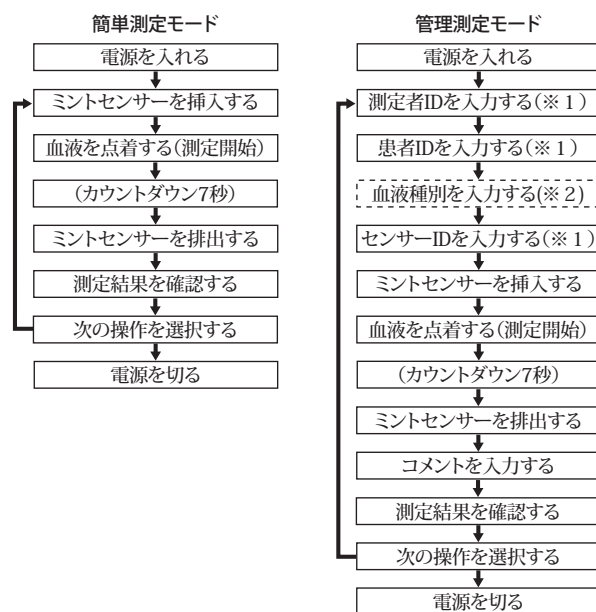 簡単測定モード
電源を入れる
ミントセンサーを挿入する
血液を点着する(測定開始)
(カウントダウン7秒)
ミントセンサーを排出する
測定結果を確認する
次の操作を選択する
電源を切る
管理測定モード
電源を入れる
測定者IDを入力する(※1)
患者IDを入力する(※1)
血液種別を入力する(※2)
センサーIDを入力する(※1)
ミントセンサーを挿入する
血液を点着する(測定開始)
(カウントダウン7秒)
ミントセンサーを排出する
コメントを入力する
測定結果を確認する
次の操作を選択する
電源を切る